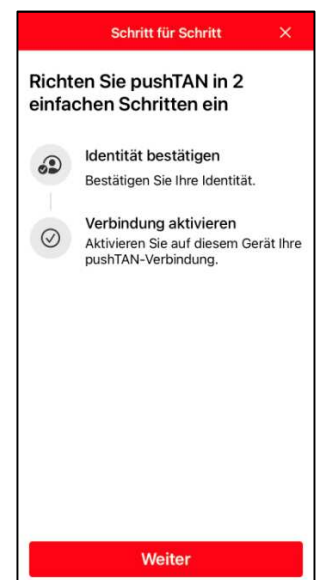 Schritt für Schritt
Richten Sie pushTAN in 2
einfachen Schritten ein
Identität bestätigen
Bestätigen Sie Ihre Identität.
Verbindung aktivieren
Aktivieren Sie auf diesem Gerät Ihre
pushTAN-Verbindung.
Weiter